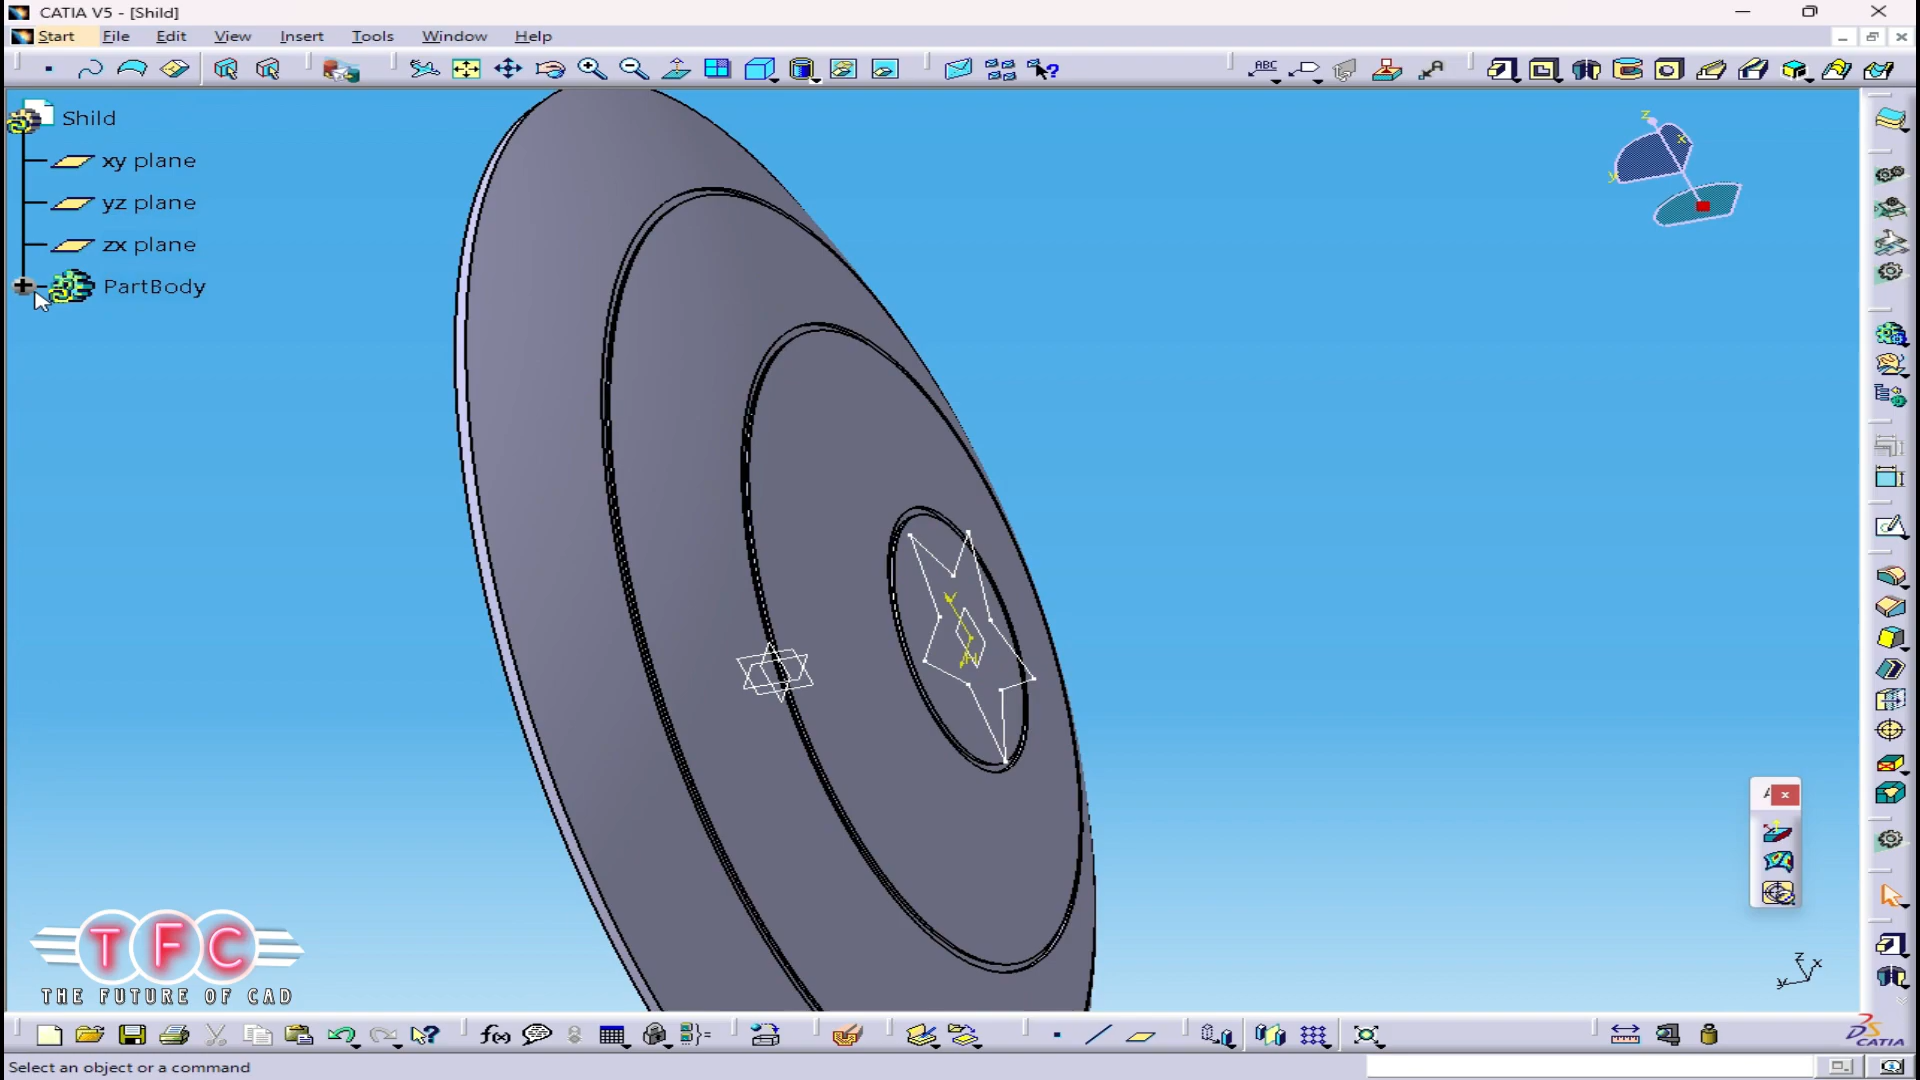 CATIA V5 - [Shild]
Start File Edit View Insert Tools Window Help
ABC
?
Shild
xy plane
yz plane
zx plane
PartBody
z
x
y
V
H
A
x
z
x
y
TFC
THE FUTURE OF CAD
f(x)
CATIA
Select an object or a command